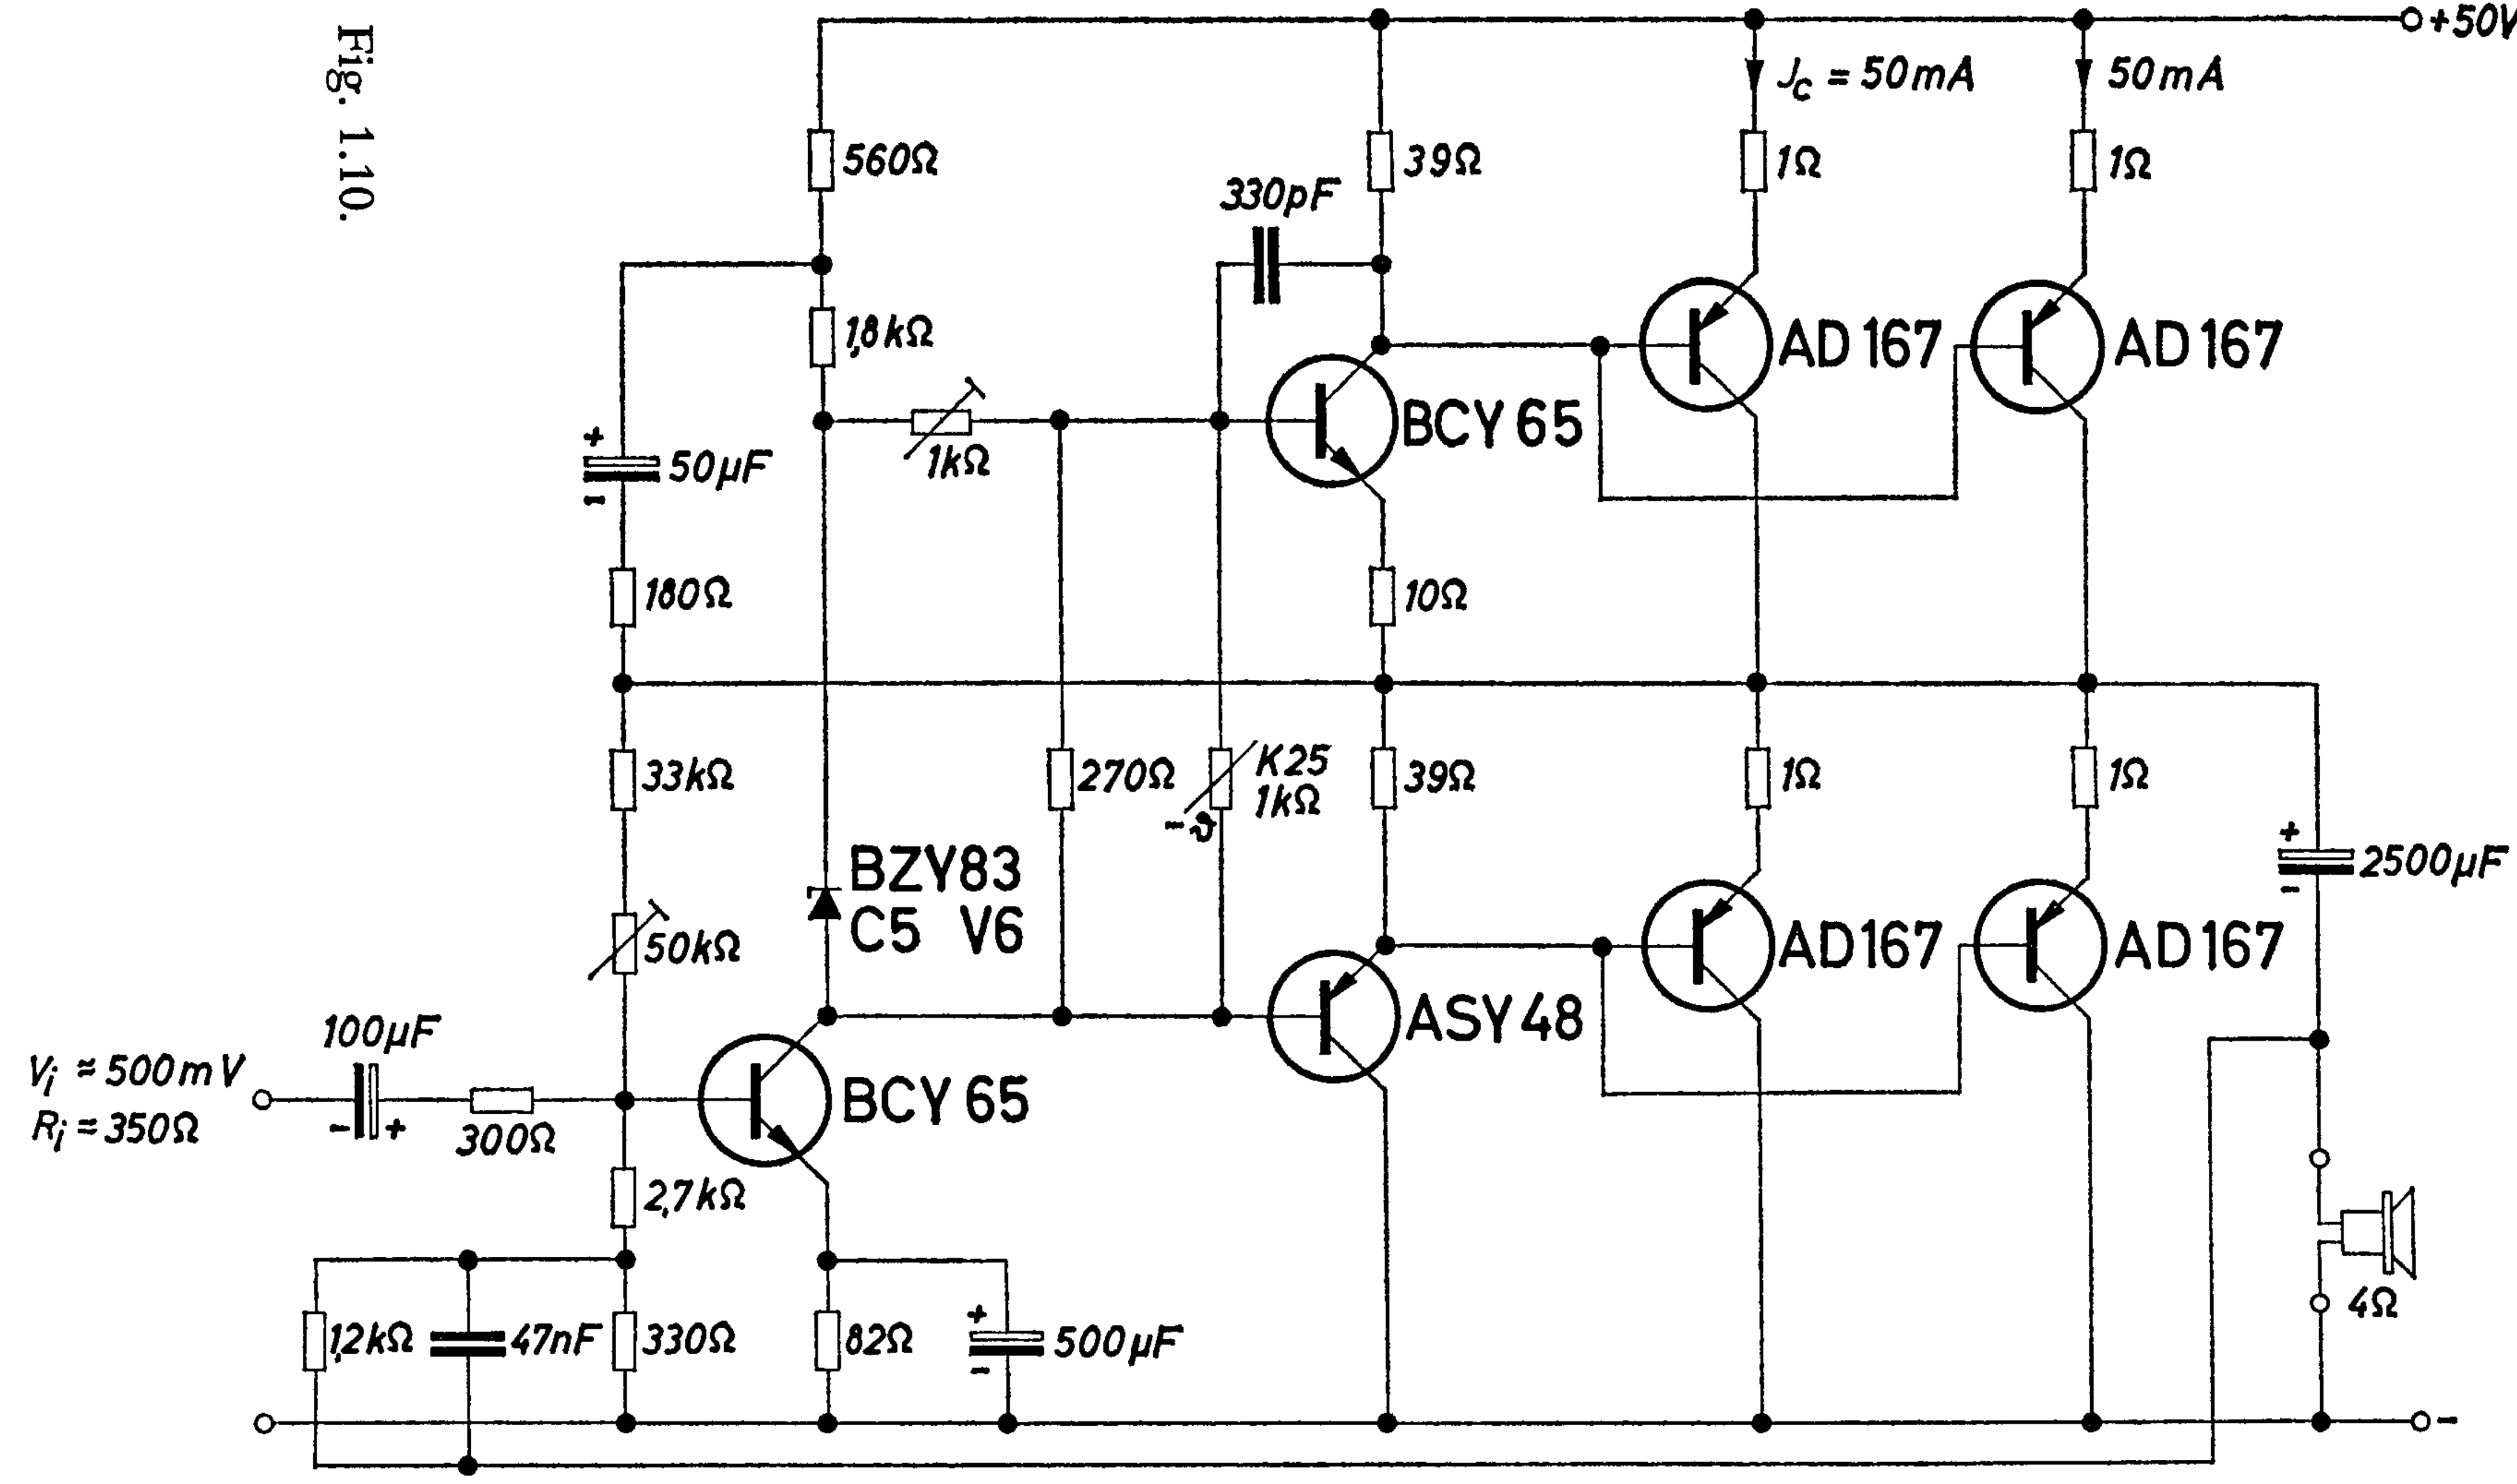 Fig. 1.10.
+50V
Jc = 50mA
50mA
560Ω
39Ω
1Ω
1Ω
330pF
1,8kΩ
AD 167
AD 167
BCY 65
1kΩ
+
50µF
-
180Ω
10Ω
33kΩ
270Ω
K25
1kΩ
-ϑ
39Ω
1Ω
1Ω
+
2500µF
-
BZY83
C5 V6
50kΩ
AD 167
AD 167
ASY 48
100µF
Vi ≈ 500mV
Ri = 350Ω
- +
300Ω
BCY 65
2,7kΩ
4Ω
1,2kΩ
47nF
330Ω
82Ω
+
500µF
-
-